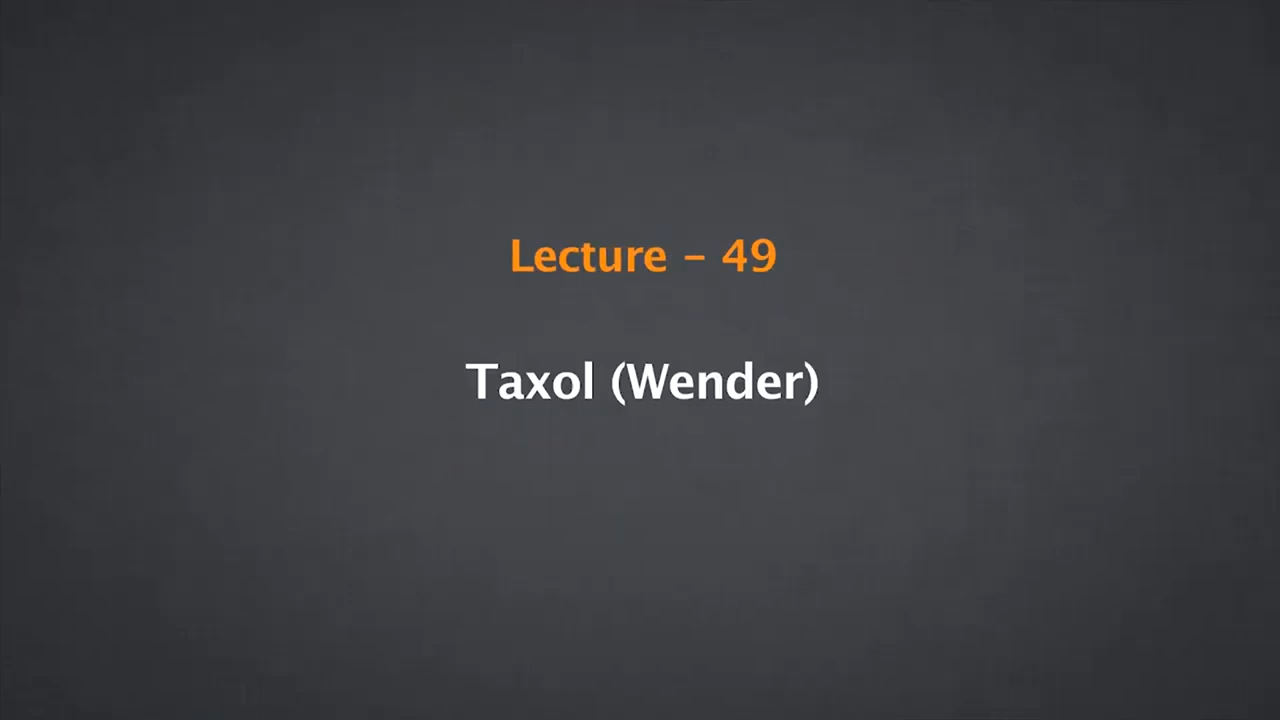 Lecture – 49
Taxol (Wender)